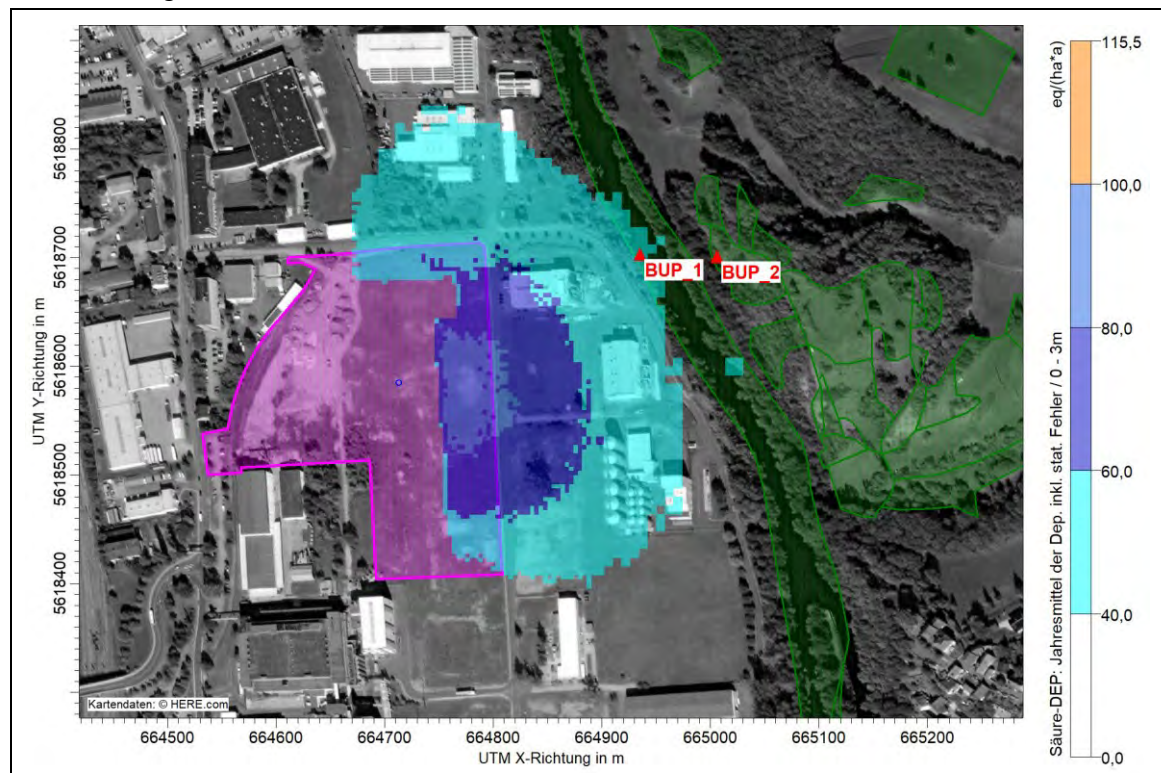 115,5
eq/(ha*a)
100,0
80,0
60,0
40,0
0,0
Säure-DEP: Jahresmittel der Dep. inkl. stat. Fehler / 0 - 3m
UTM Y-Richtung in m
5618800
5618700
5618600
5618500
5618400
BUP_1
BUP_2
Kartendaten: © HERE.com
664500 664600 664700 664800 664900 665000 665100 665200
UTM X-Richtung in m